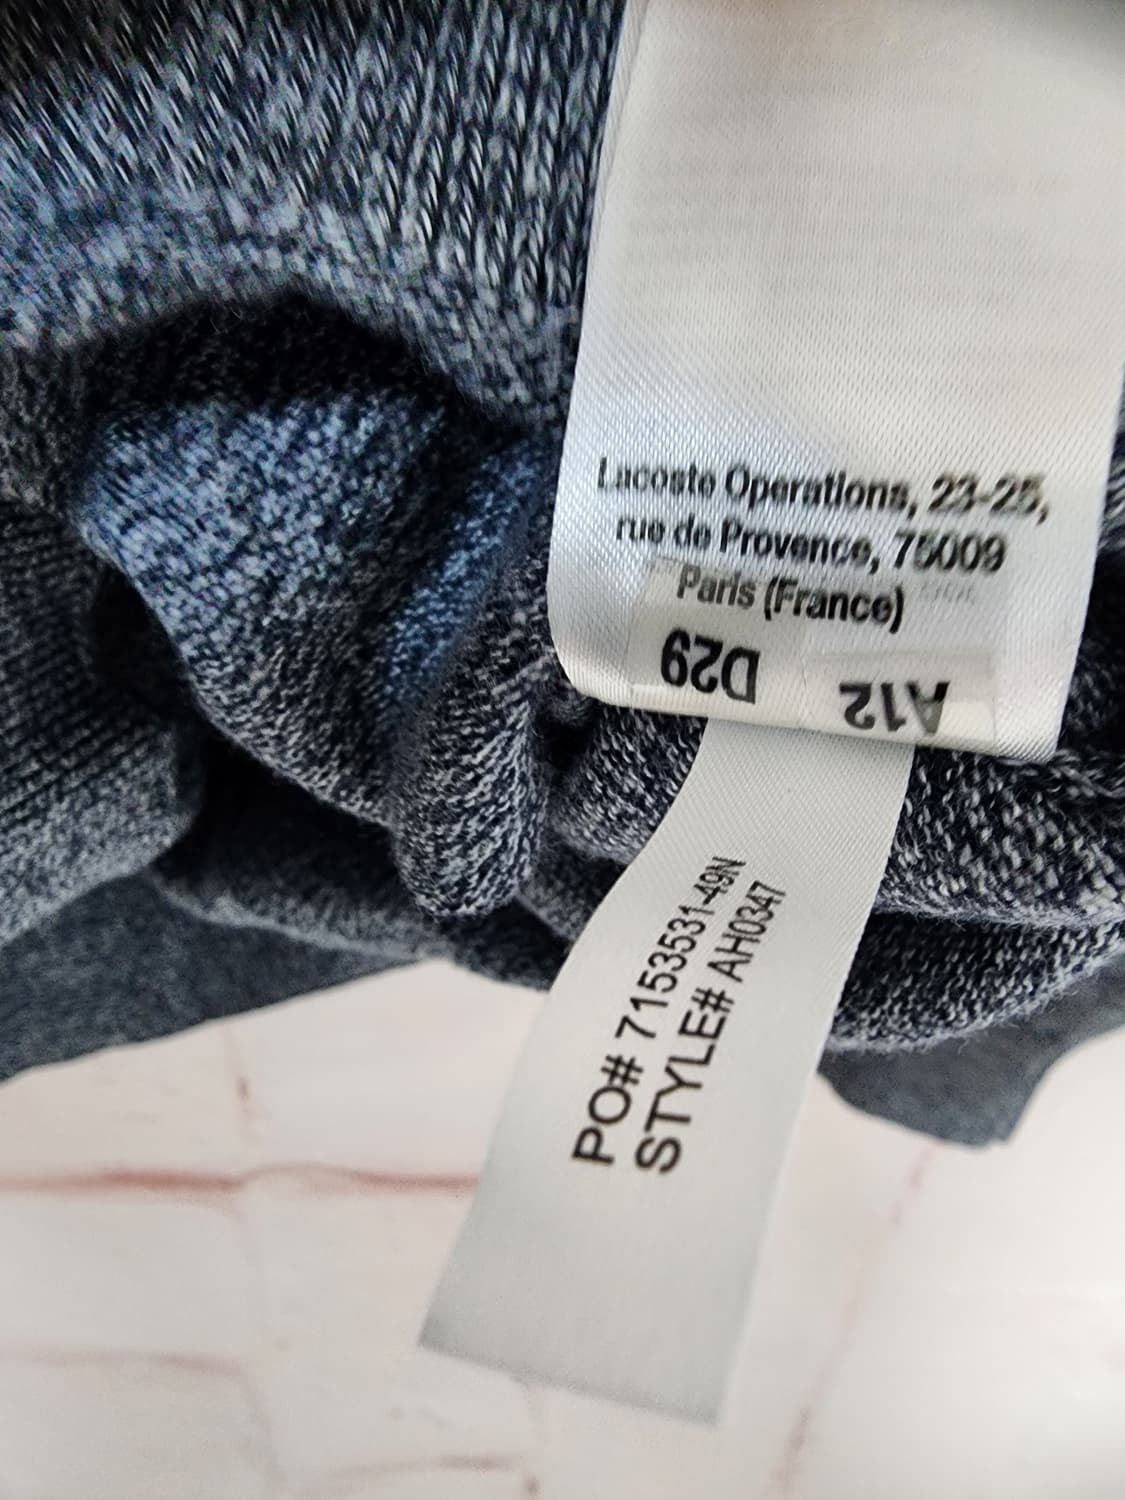 Lacoste Operations, 23-25,
rue de Provence, 75009
Paris (France)
D29
A12
PO# 7153531-49N
STYLE# AH0347